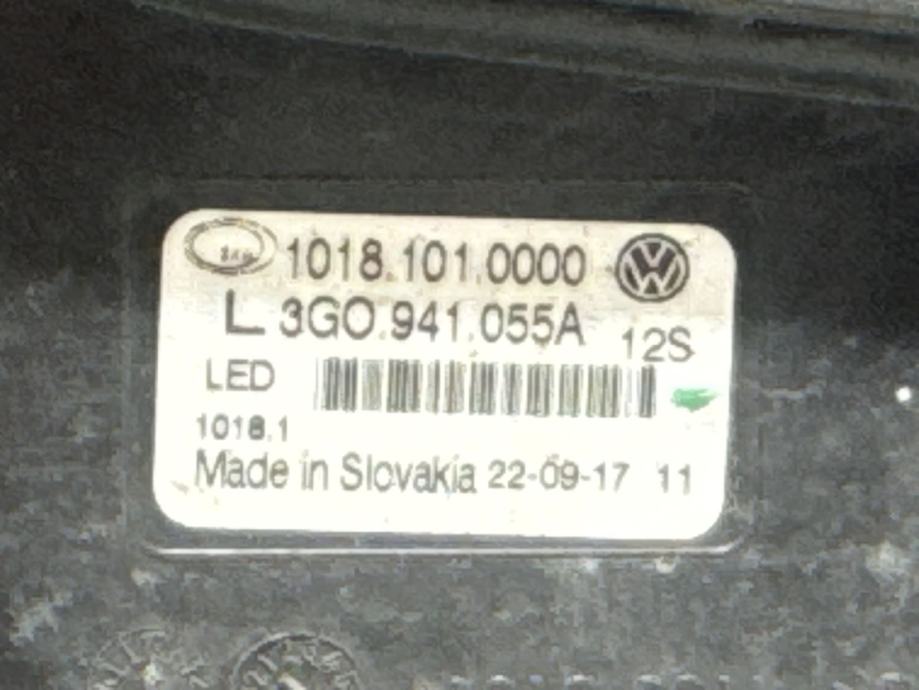 1018.101.0000
L 3G0.941.055A 12S
LED
1018.1
Made in Slovakia 22-09-17 11